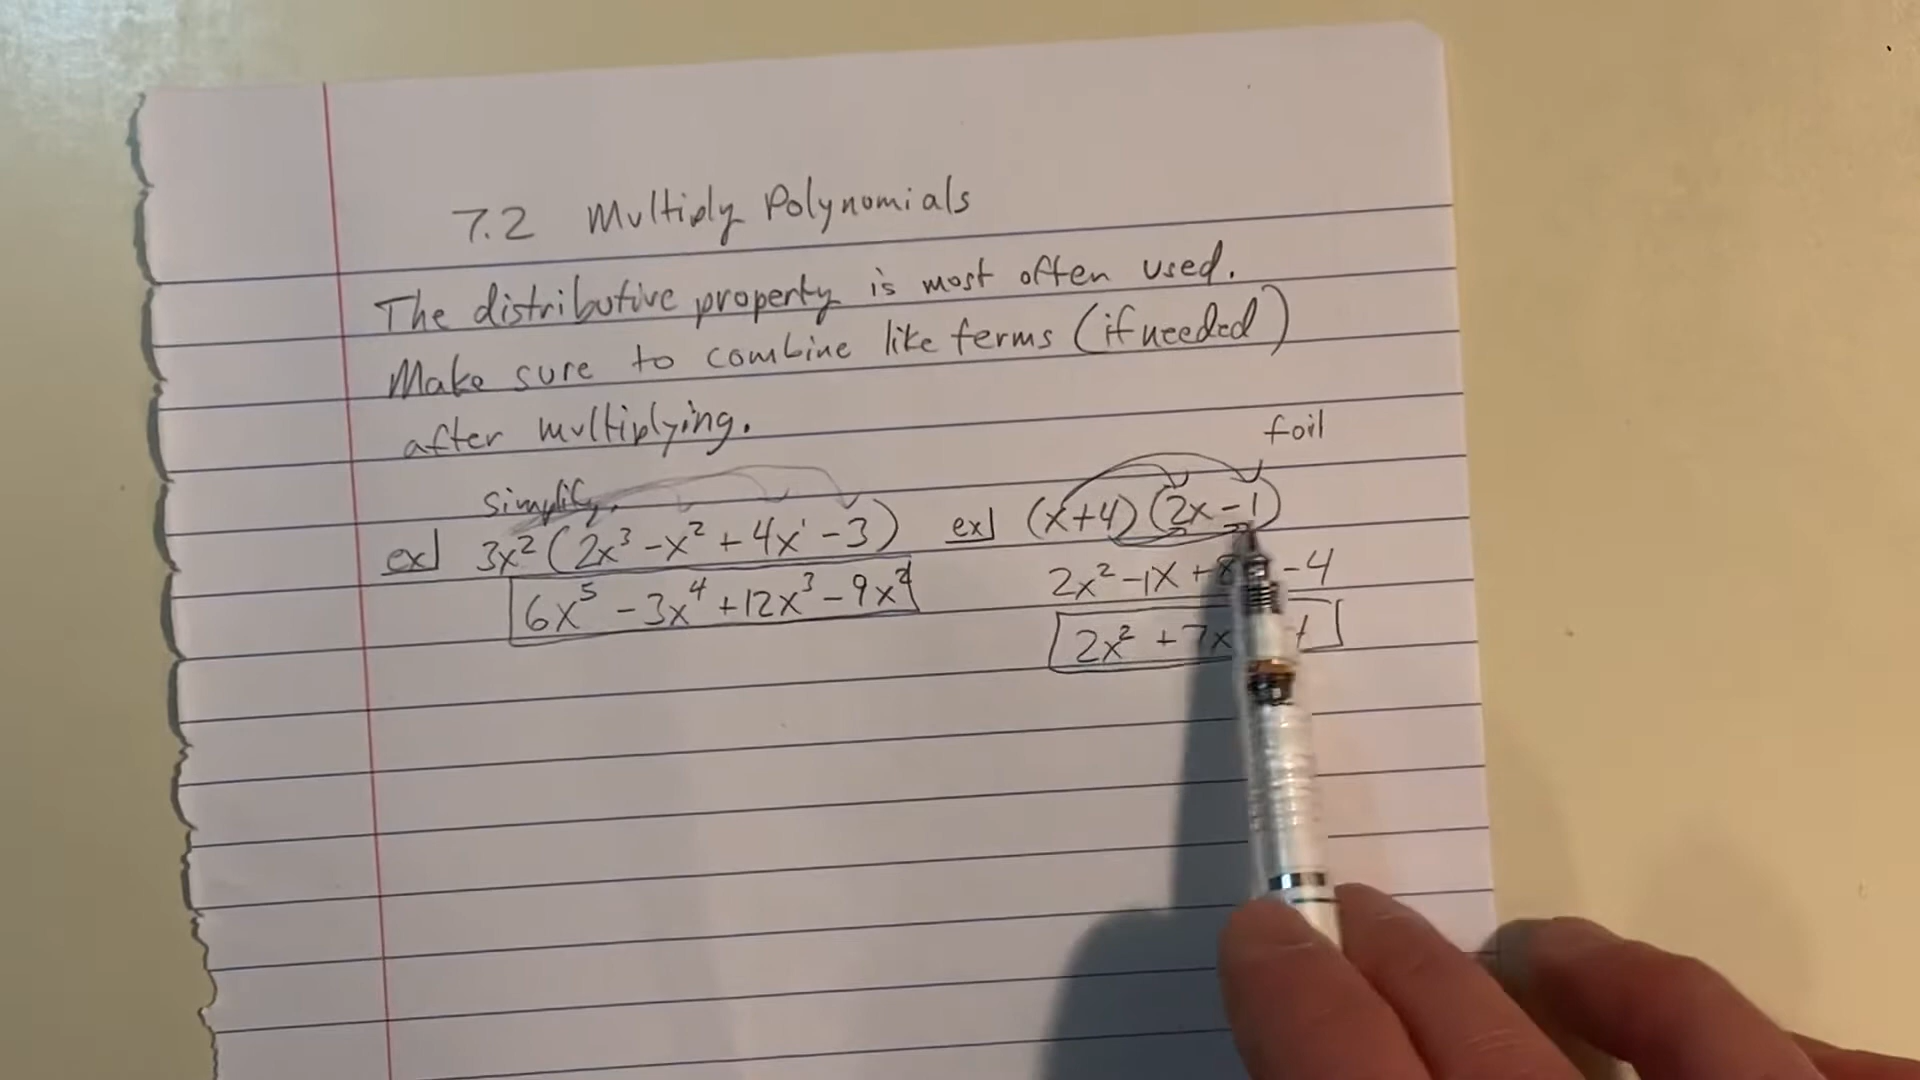 7.2 Multiply Polynomials
The distributive property is most often used.
Make sure to combine like terms (if needed)
after multiplying.
foil
simplify.
ex] 3x² (2x³ - x² + 4x¹ - 3)
6x⁵ - 3x⁴ + 12x³ - 9x²
ex] (x+4) (2x - 1)
2x² - 1x + 8 - 4
2x² + 7x